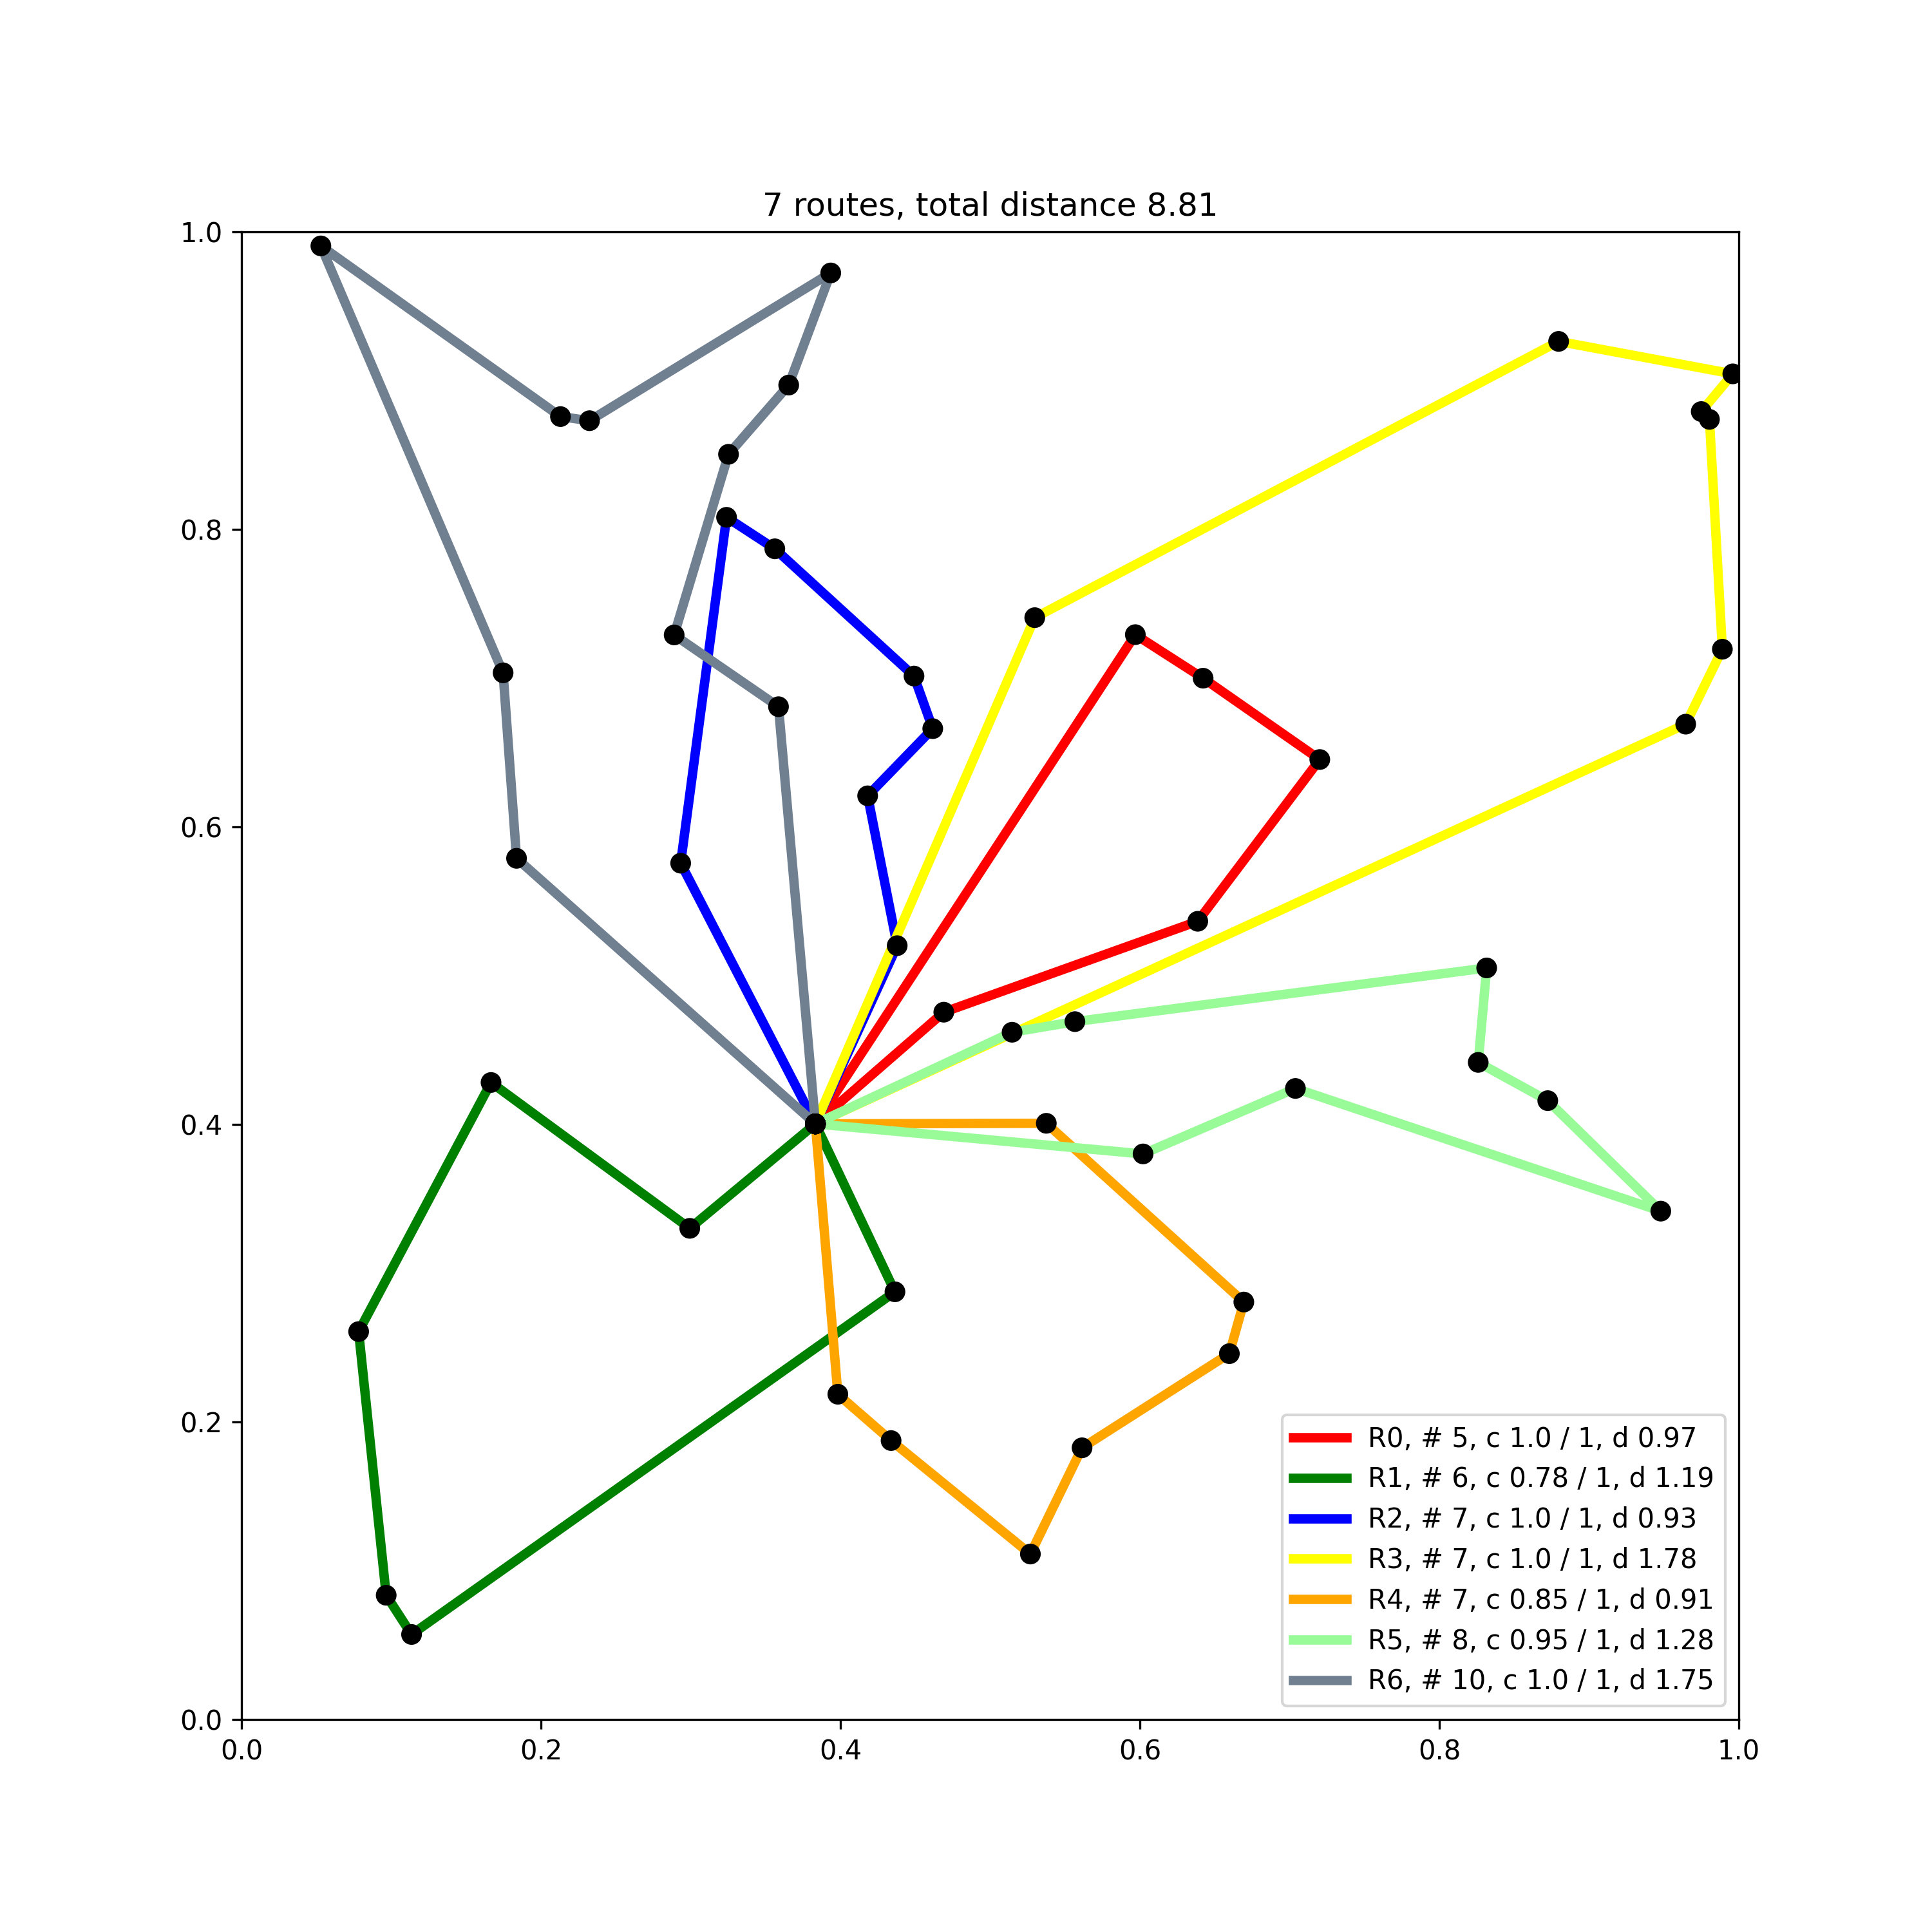 7 routes, total distance 8.81
1.0
0.8
0.6
0.4
0.2
0.0
0.0 0.2 0.4 0.6 0.8 1.0
R0, # 5, c 1.0 / 1, d 0.97
R1, # 6, c 0.78 / 1, d 1.19
R2, # 7, c 1.0 / 1, d 0.93
R3, # 7, c 1.0 / 1, d 1.78
R4, # 7, c 0.85 / 1, d 0.91
R5, # 8, c 0.95 / 1, d 1.28
R6, # 10, c 1.0 / 1, d 1.75